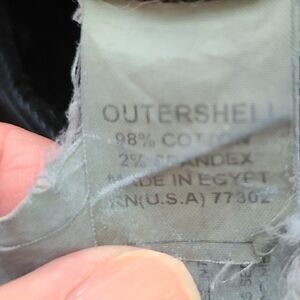 OUTERSHELL
98% COTTON
2% SPANDEX
MADE IN EGYPT
RN(U.S.A) 77302